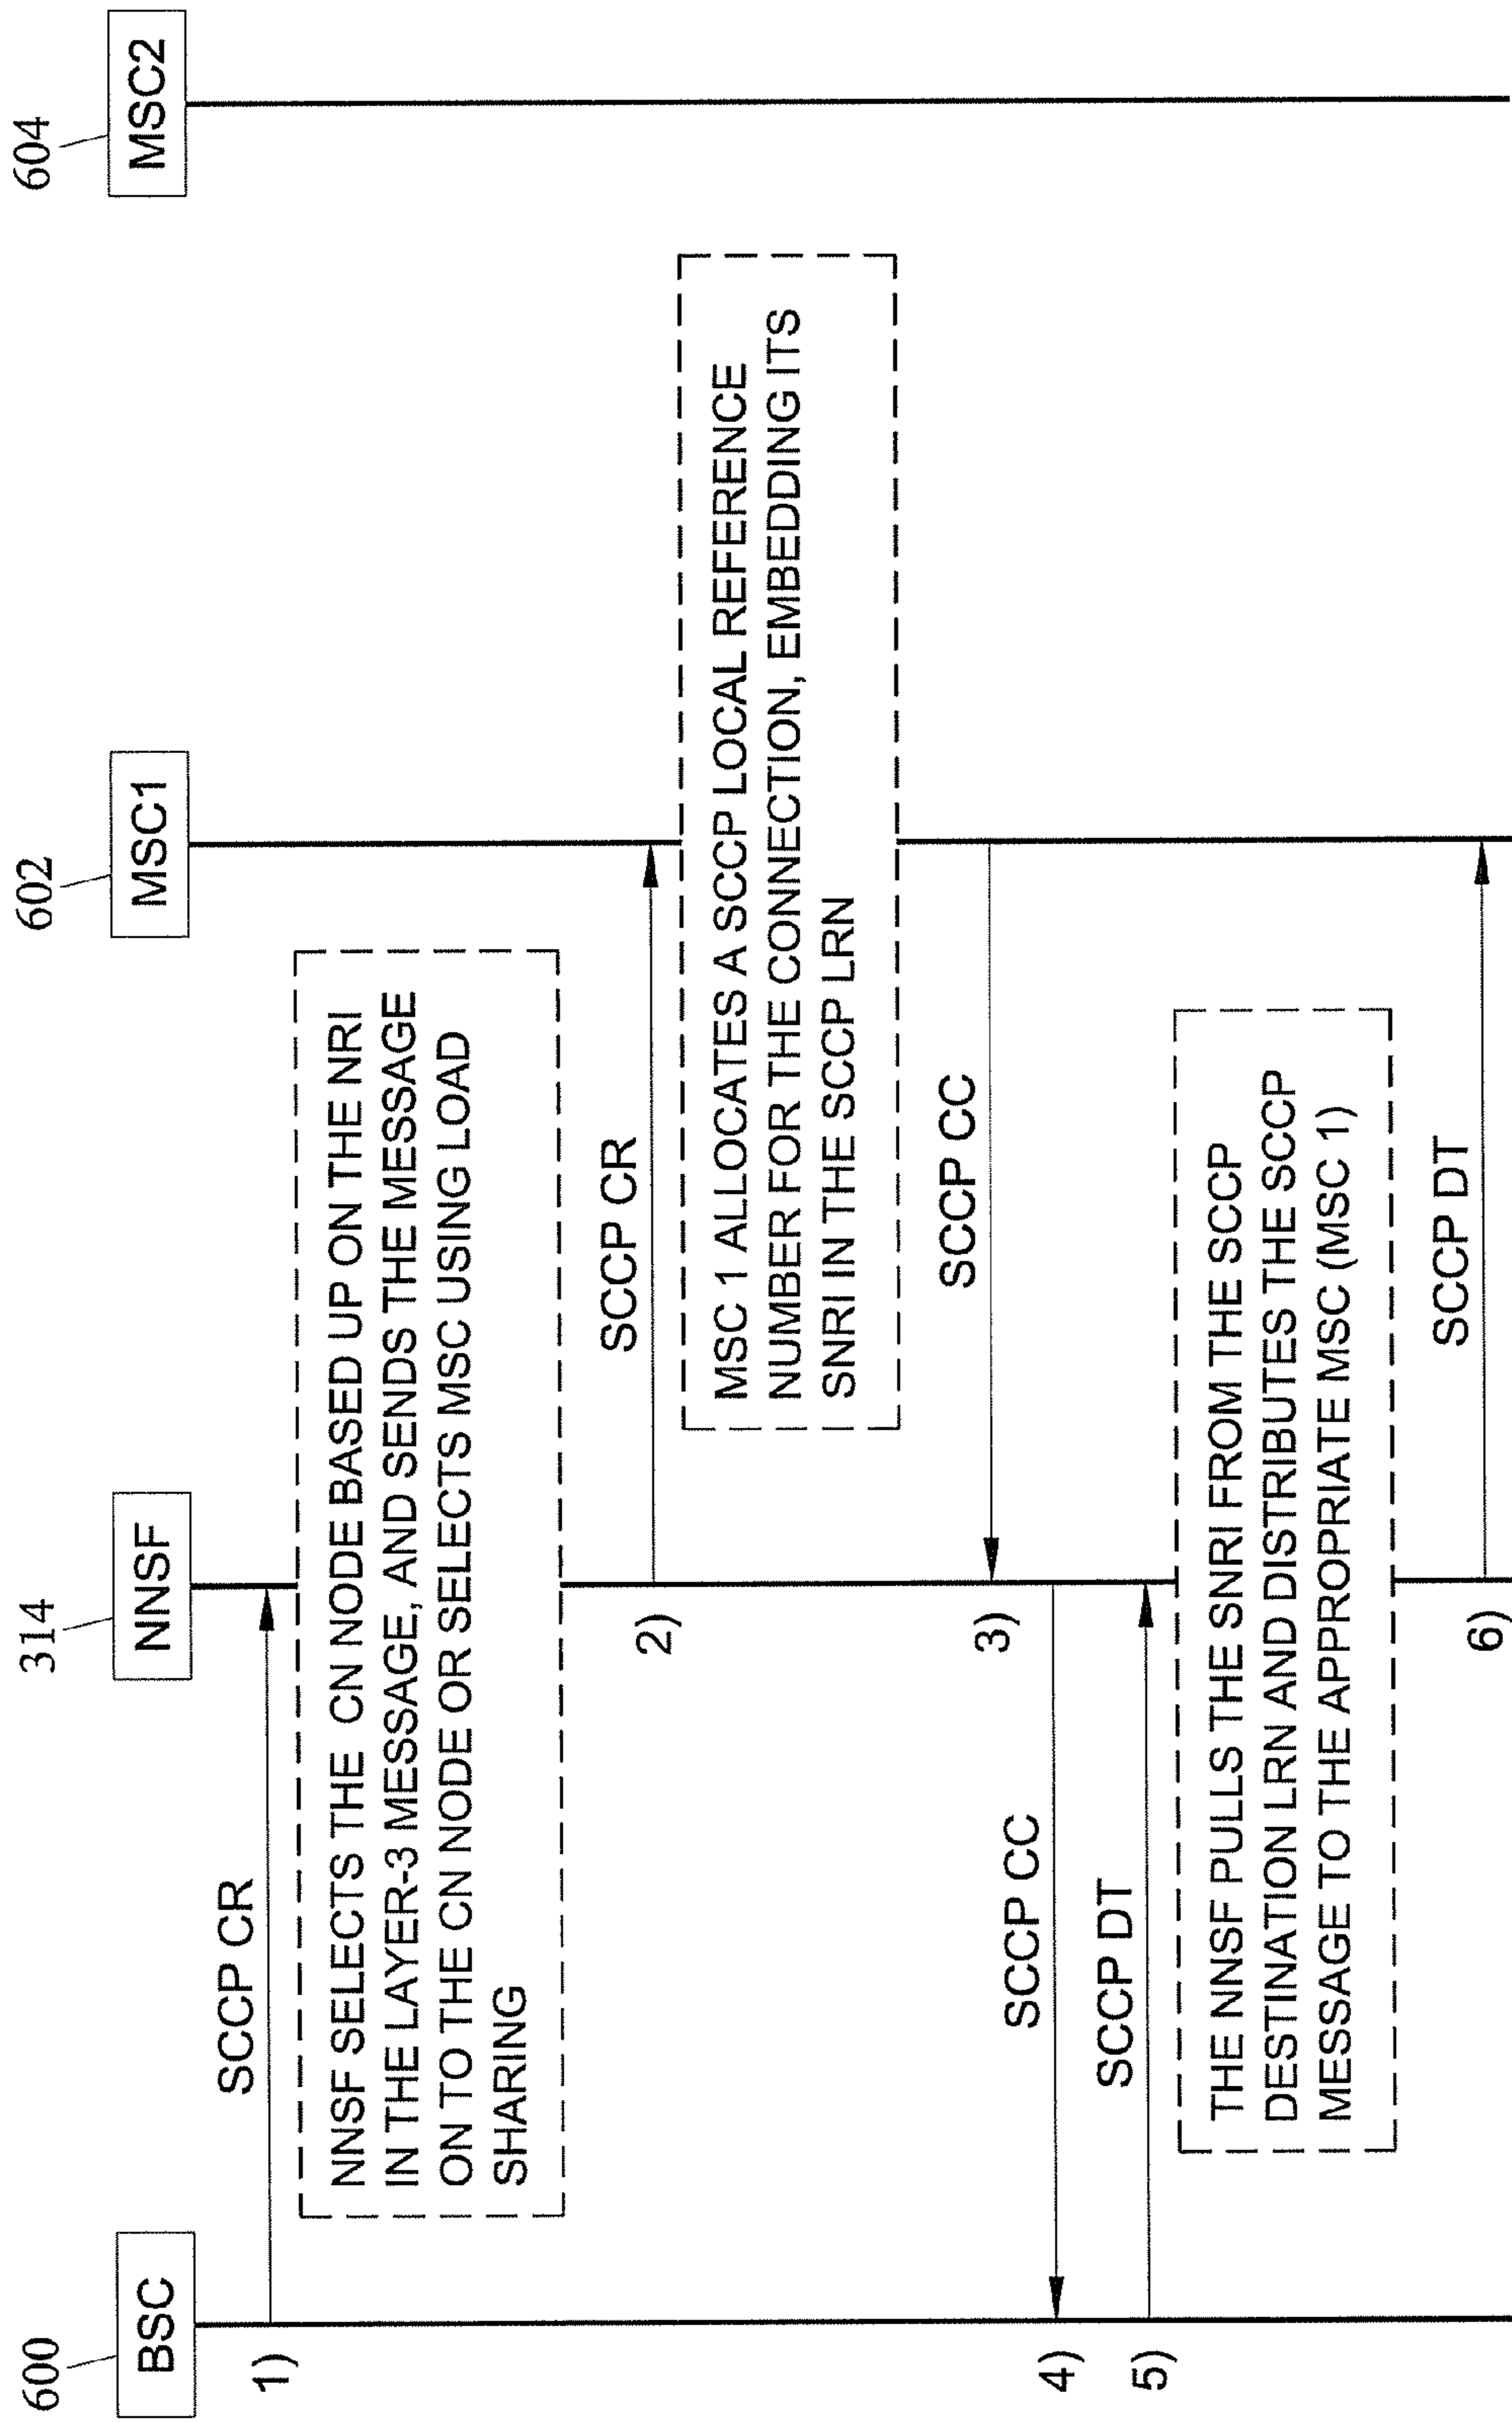 600
314
602
604
BSC
NNSF
MSC1
MSC2
SCCP CR
1)
NNSF SELECTS THE CN NODE BASED UP ON THE NRI
IN THE LAYER-3 MESSAGE, AND SENDS THE MESSAGE
ON TO THE CN NODE OR SELECTS MSC USING LOAD
SHARING
SCCP CR
2)
MSC 1 ALLOCATES A SCCP LOCAL REFERENCE
NUMBER FOR THE CONNECTION, EMBEDDING ITS
SNRI IN THE SCCP LRN
SCCP CC
3)
SCCP CC
4)
SCCP DT
5)
THE NNSF PULLS THE SNRI FROM THE SCCP
DESTINATION LRN AND DISTRIBUTES THE SCCP
MESSAGE TO THE APPROPRIATE MSC (MSC 1)
SCCP DT
6)